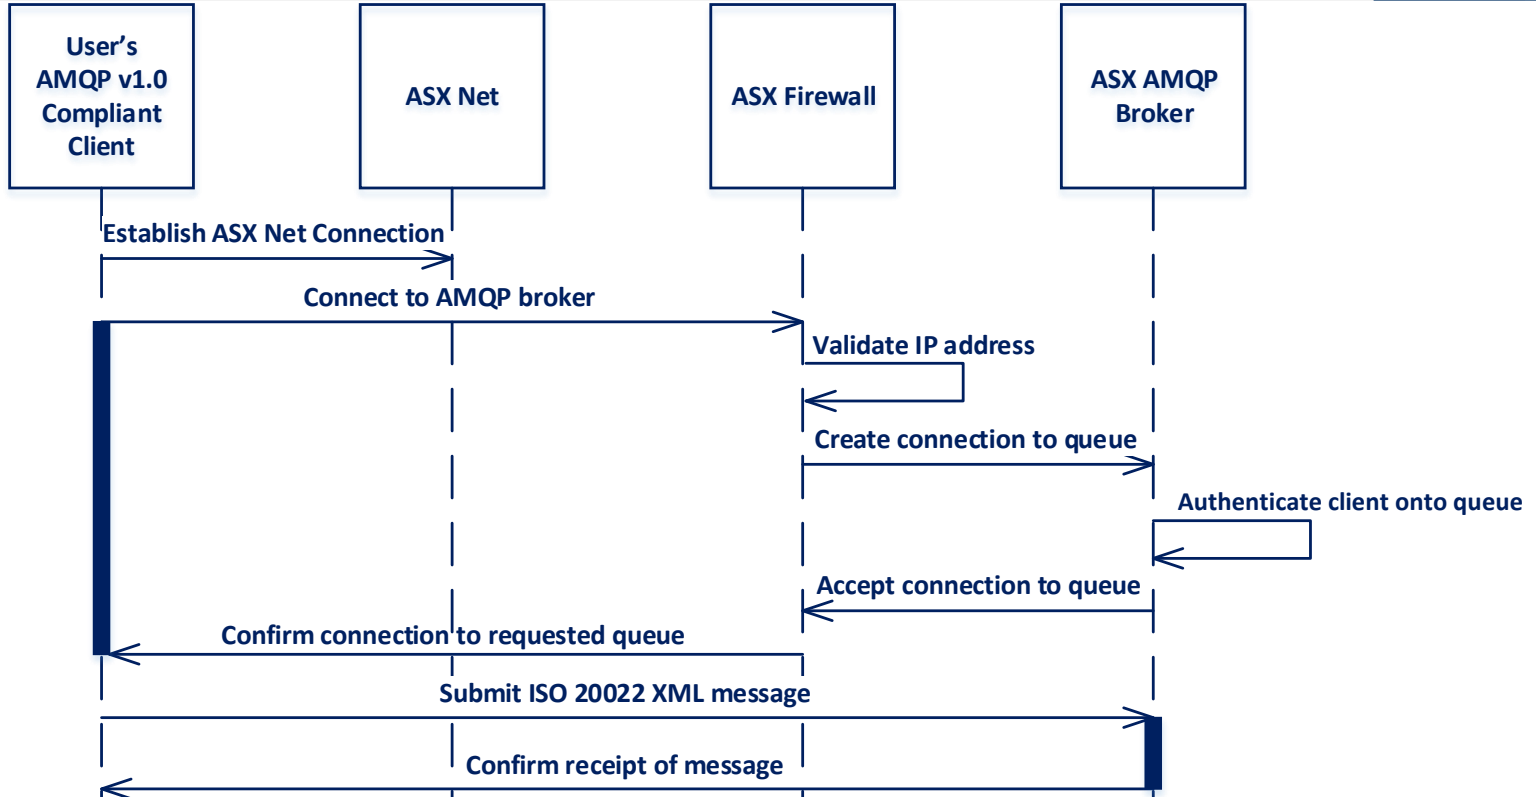 User's
AMQP v1.0
Compliant
Client
ASX Net
ASX Firewall
ASX AMQP
Broker
Establish ASX Net Connection
Connect to AMQP broker
Validate IP address
Create connection to queue
Authenticate client onto queue
Accept connection to queue
Confirm connection to requested queue
Submit ISO 20022 XML message
Confirm receipt of message